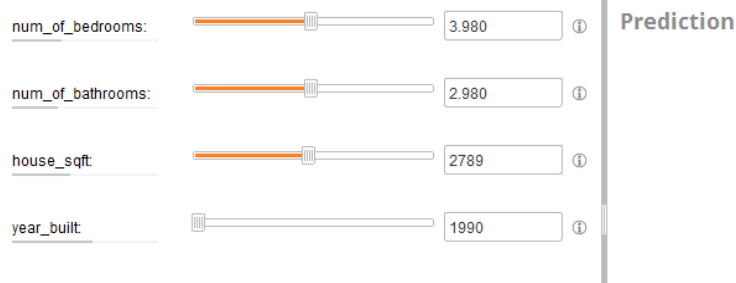 num_of_bedrooms: 3.980 Prediction
num_of_bathrooms: 2.980
house_sqft: 2789
year_built: 1990